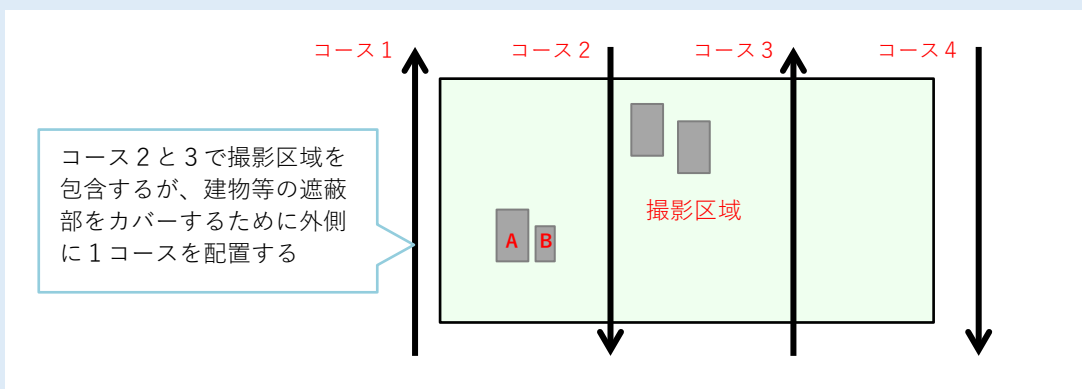 コース１
コース２
コース３
コース４
コース２と３で撮影区域を
包含するが、建物等の遮蔽
部をカバーするために外側
に１コースを配置する
撮影区域
A
B